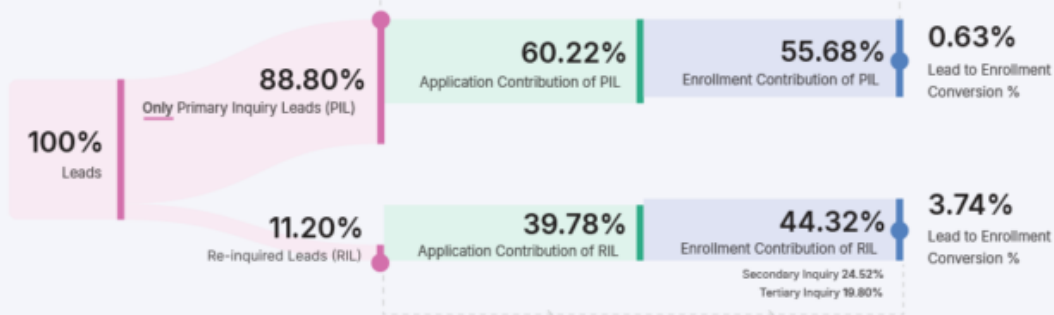 100%
Leads
88.80%
Only Primary Inquiry Leads (PIL)
60.22%
Application Contribution of PIL
55.68%
Enrollment Contribution of PIL
0.63%
Lead to Enrollment
Conversion %
11.20%
Re-inquired Leads (RIL)
39.78%
Application Contribution of RIL
44.32%
Enrollment Contribution of RIL
Secondary Inquiry 24.52%
Tertiary Inquiry 19.80%
3.74%
Lead to Enrollment
Conversion %